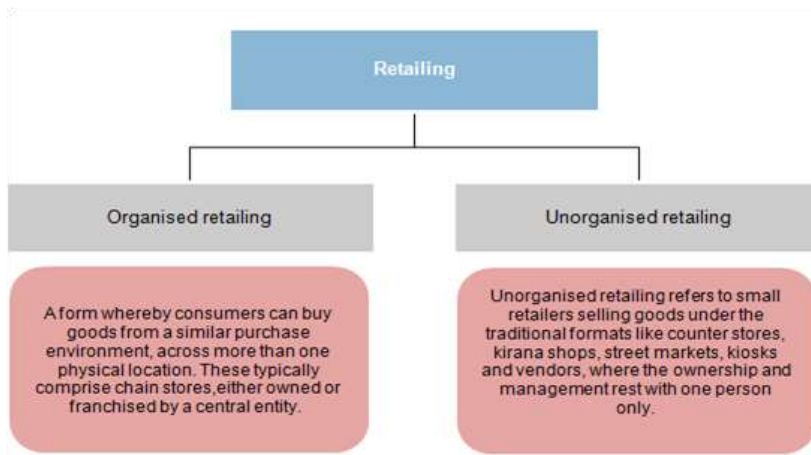 Retailing
Organised retailing
Unorganised retailing
A form whereby consumers can buy
goods from a similar purchase
environment, across more than one
physical location. These typically
comprise chain stores,either owned or
franchised by a central entity.
Unorganised retailing refers to small
retailers selling goods under the
traditional formats like counter stores,
kirana shops, street markets, kiosks
and vendors, where the ownership and
management rest with one person
only.